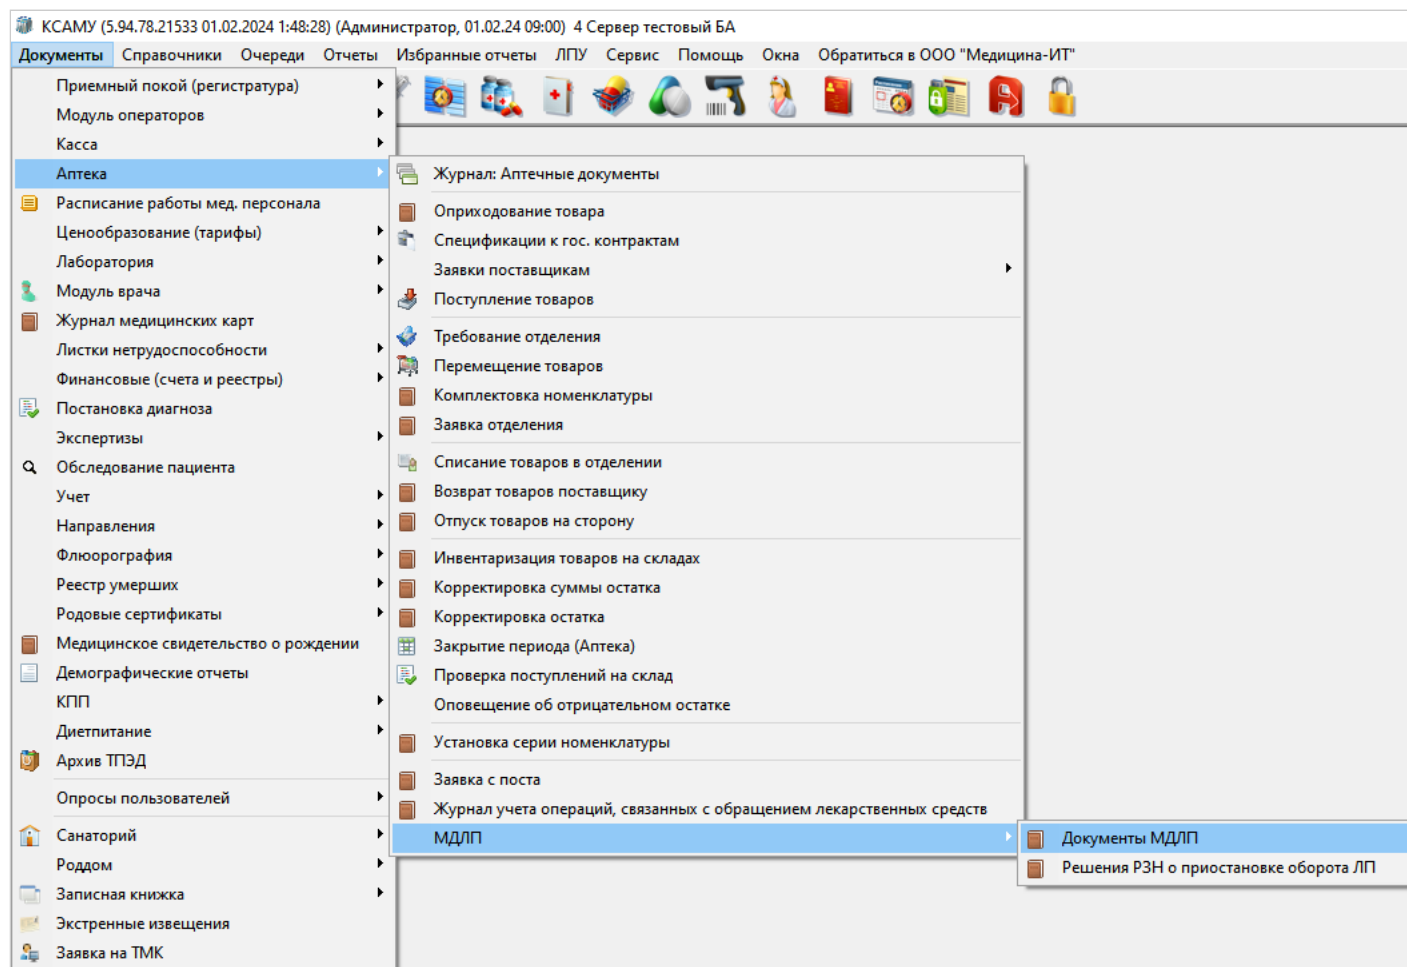 КСАМУ (5.94.78.21533 01.02.2024 1:48:28) (Администратор, 01.02.24 09:00) 4 Сервер тестовый БА
Документы Справочники Очереди Отчеты Избранные отчеты ЛПУ Сервис Помощь Окна Обратиться в ООО "Медицина-ИТ"
Приемный покой (регистратура)
Модуль операторов
Касса
Аптека
Расписание работы мед. персонала
Ценообразование (тарифы)
Лаборатория
Модуль врача
Журнал медицинских карт
Листки нетрудоспособности
Финансовые (счета и реестры)
Постановка диагноза
Экспертизы
Обследование пациента
Учет
Направления
Флюорография
Реестр умерших
Родовые сертификаты
Медицинское свидетельство о рождении
Демографические отчеты
КПП
Диетпитание
Архив ТПЭД
Опросы пользователей
Санаторий
Роддом
Записная книжка
Экстренные извещения
Заявка на ТМК
Журнал: Аптечные документы
Оприходование товара
Спецификации к гос. контрактам
Заявки поставщикам
Поступление товаров
Требование отделения
Перемещение товаров
Комплектовка номенклатуры
Заявка отделения
Списание товаров в отделении
Возврат товаров поставщику
Отпуск товаров на сторону
Инвентаризация товаров на складах
Корректировка суммы остатка
Корректировка остатка
Закрытие периода (Аптека)
Проверка поступлений на склад
Оповещение об отрицательном остатке
Установка серии номенклатуры
Заявка с поста
Журнал учета операций, связанных с обращением лекарственных средств
МДЛП
Документы МДЛП
Решения РЗН о приостановке оборота ЛП